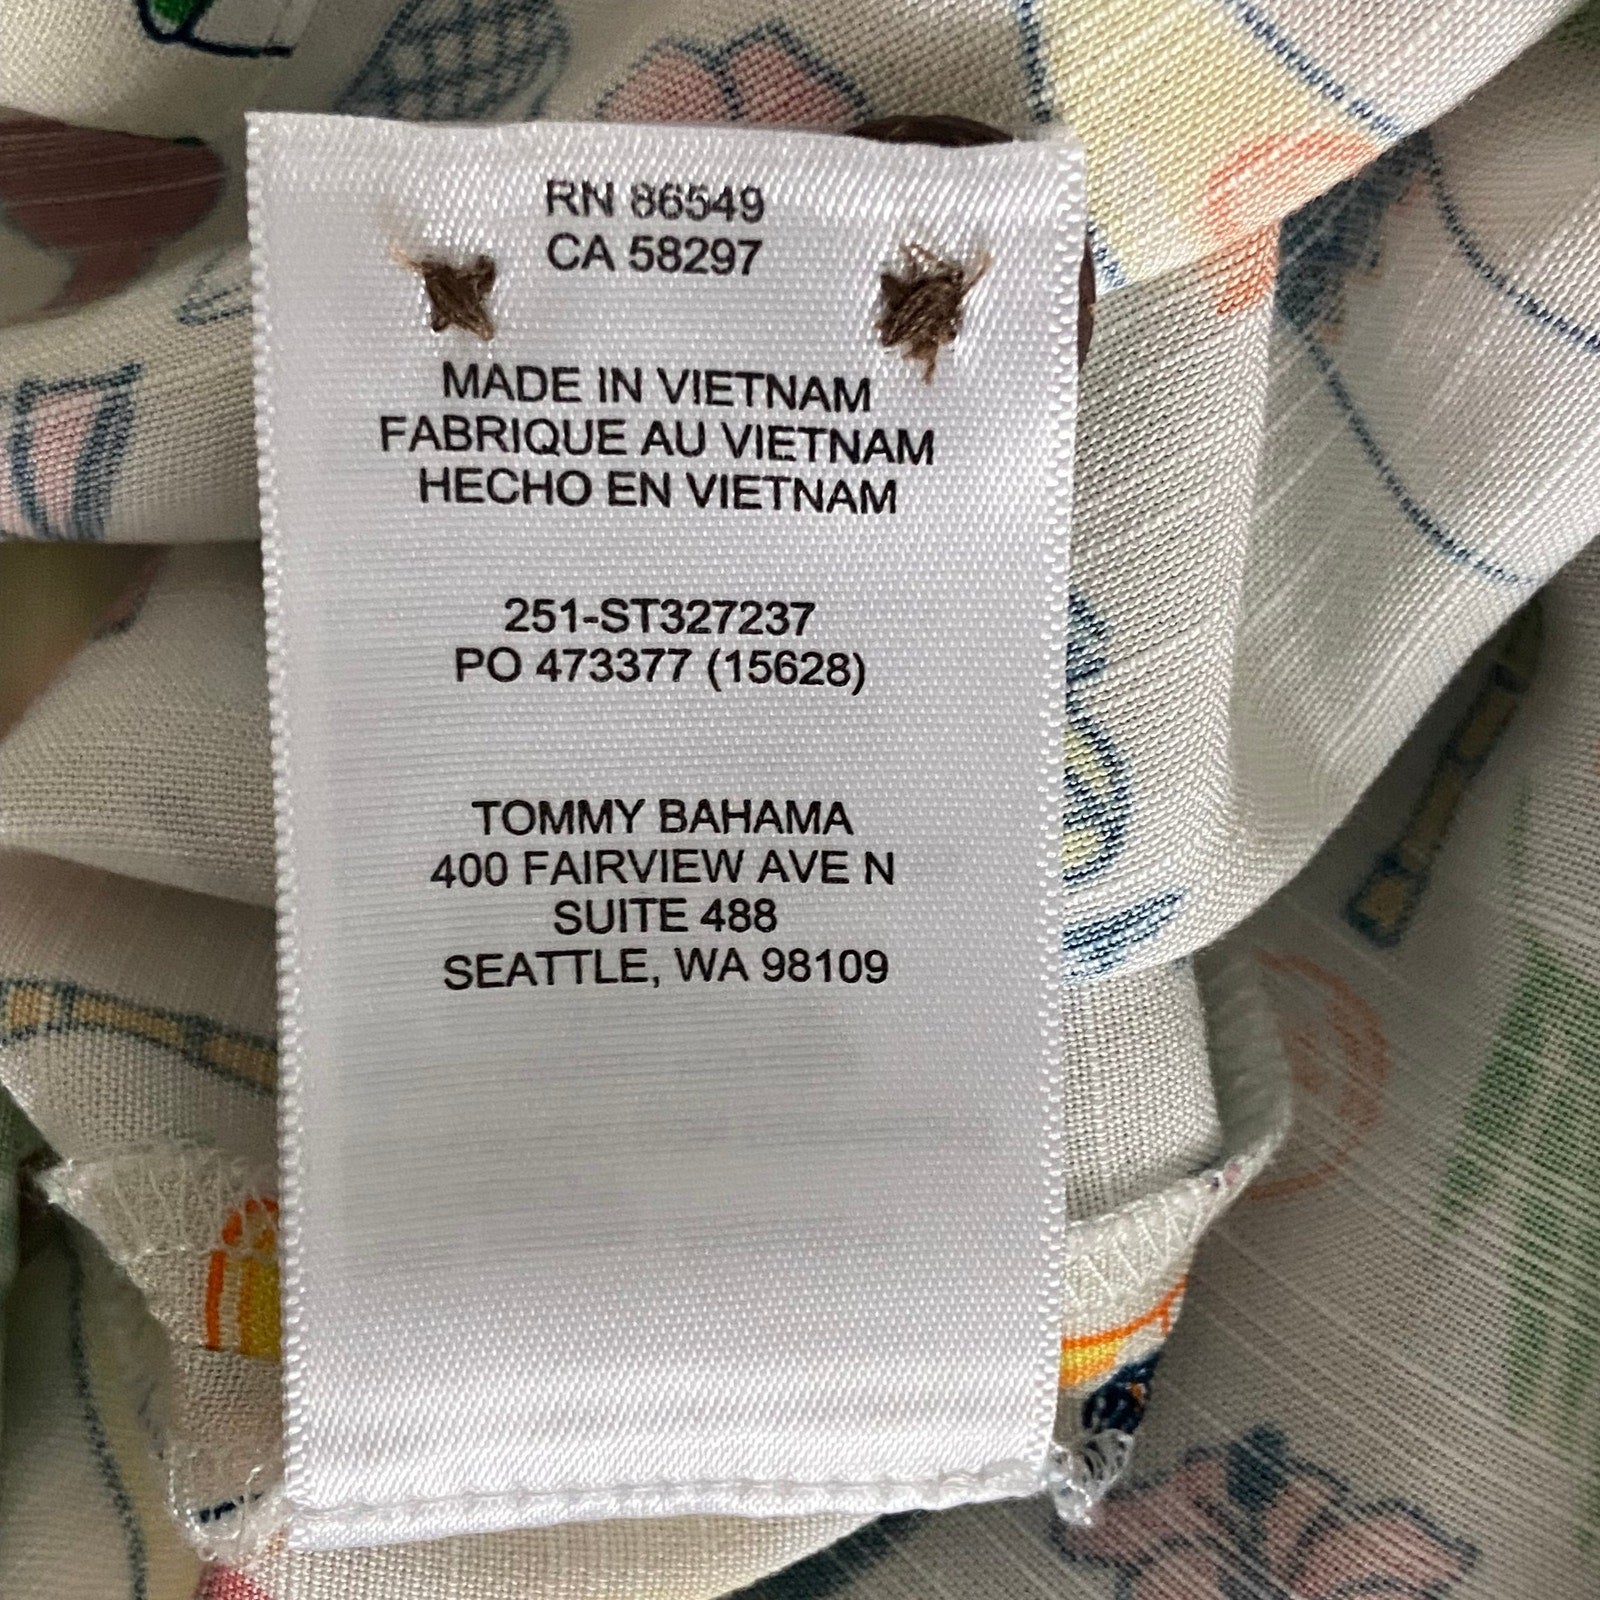 RN 86549
CA 58297
MADE IN VIETNAM
FABRIQUE AU VIETNAM
HECHO EN VIETNAM
251-ST327237
PO 473377 (15628)
TOMMY BAHAMA
400 FAIRVIEW AVE N
SUITE 488
SEATTLE, WA 98109